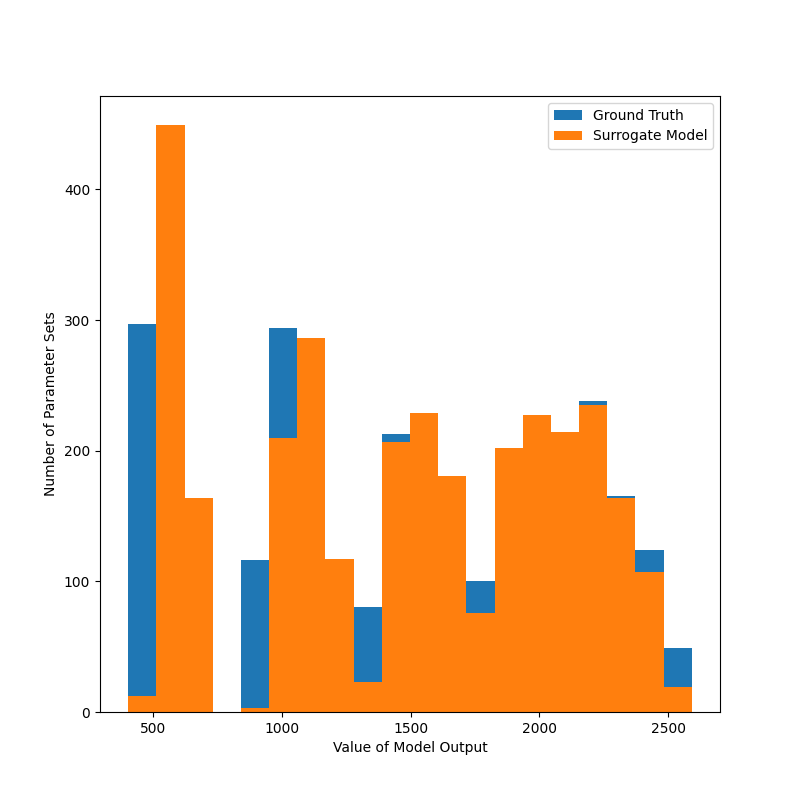 Ground Truth
Surrogate Model
Number of Parameter Sets
400
300
200
100
0
500
1000
1500
2000
2500
Value of Model Output